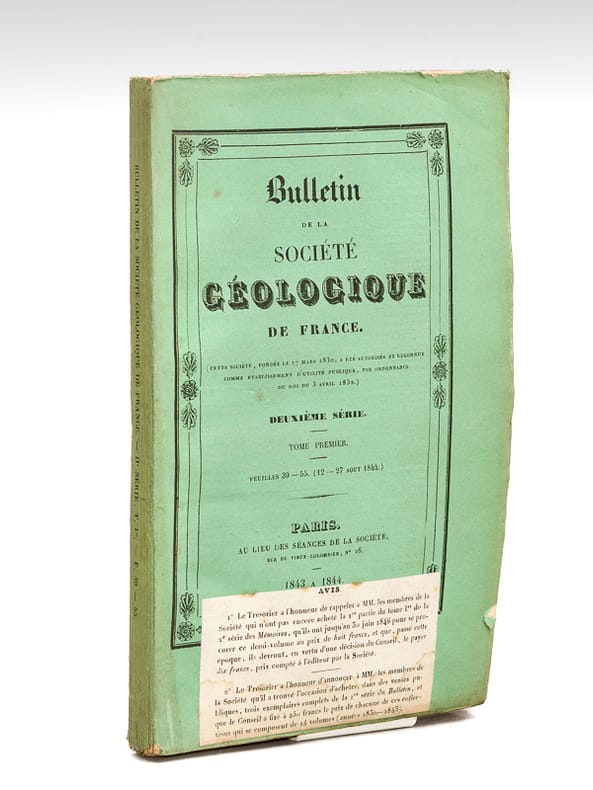 BULLETIN DE LA SOCIÉTÉ GÉOLOGIQUE DE FRANCE. — IIe SÉRIE T. Ier. F. 39 — 55.
Bulletin
DE LA
SOCIÉTÉ
GÉOLOGIQUE
DE FRANCE.
(CETTE SOCIÉTÉ, FONDÉE LE 17 MARS 1830, A ÉTÉ AUTORISÉE ET RECONNUE
COMME ÉTABLISSEMENT D'UTILITÉ PUBLIQUE, PAR ORDONNANCE
DU ROI DU 3 AVRIL 1832.)
DEUXIÈME SÉRIE.
TOME PREMIER.
FEUILLES 39 — 55. (12 — 27 AOUT 1844.)
PARIS.
AU LIEU DES SÉANCES DE LA SOCIÉTÉ,
RUE DU VIEUX-COLOMBIER, N° 26.
1843 A 1844.
AVIS.
1° Le Trésorier a l'honneur de rappeler à MM. les membres de la
Société qui n'ont pas encore acheté la 1re partie du tome Ier de la
2e série des Mémoires, qu'ils ont jusqu'au 30 juin 1846 pour se pro-
curer ce demi-volume au prix de huit francs, et que, passé cette
époque, ils devront, en vertu d'une décision du Conseil, le payer
dix francs, prix compté à l'éditeur par la Société.
2° Le Trésorier a l'honneur d'annoncer à MM. les membres de
la Société qu'il a trouvé l'occasion d'acheter, dans des ventes pu-
bliques, trois exemplaires complets de la 1re série du Bulletin, et
que le Conseil a fixé à 250 francs le prix de chacune de ces collec-
tions qui se composent de 14 volumes (années 1830—1843).